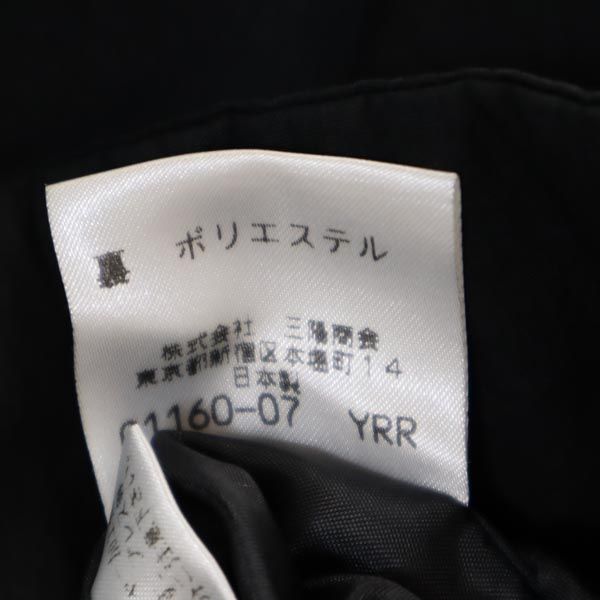 裏 ポリエステル
株式会社 三陽商会
東京都新宿区本塩町14
日本製
1160-07 YRR